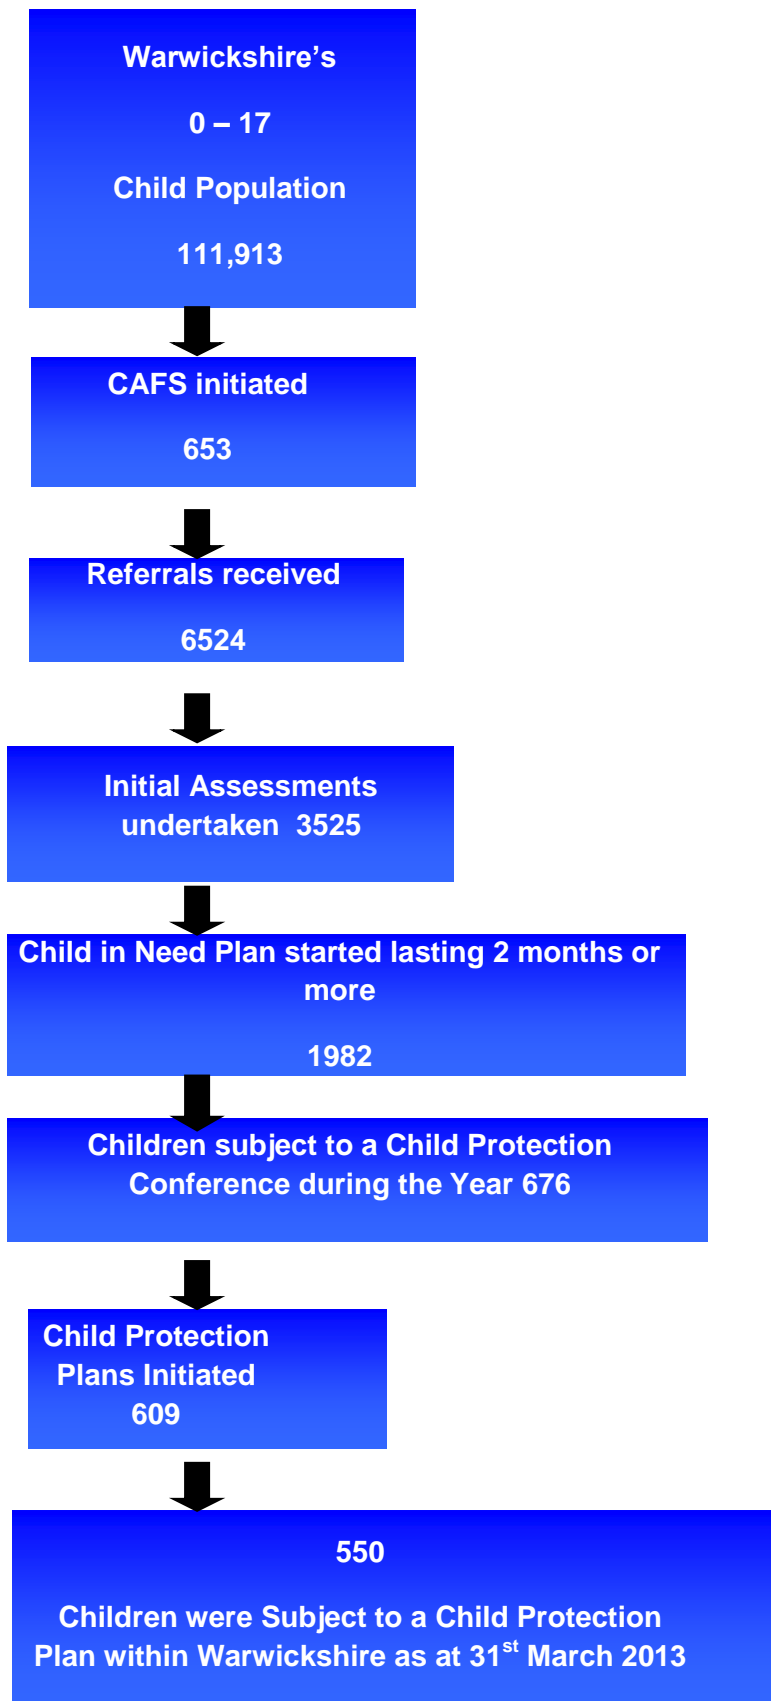 Warwickshire’s
0 – 17
Child Population
111,913
CAFS initiated
653
Referrals received
6524
Initial Assessments
undertaken 3525
Child in Need Plan started lasting 2 months or
more
1982
Children subject to a Child Protection
Conference during the Year 676
Child Protection
Plans Initiated
609
550
Children were Subject to a Child Protection
Plan within Warwickshire as at 31st March 2013